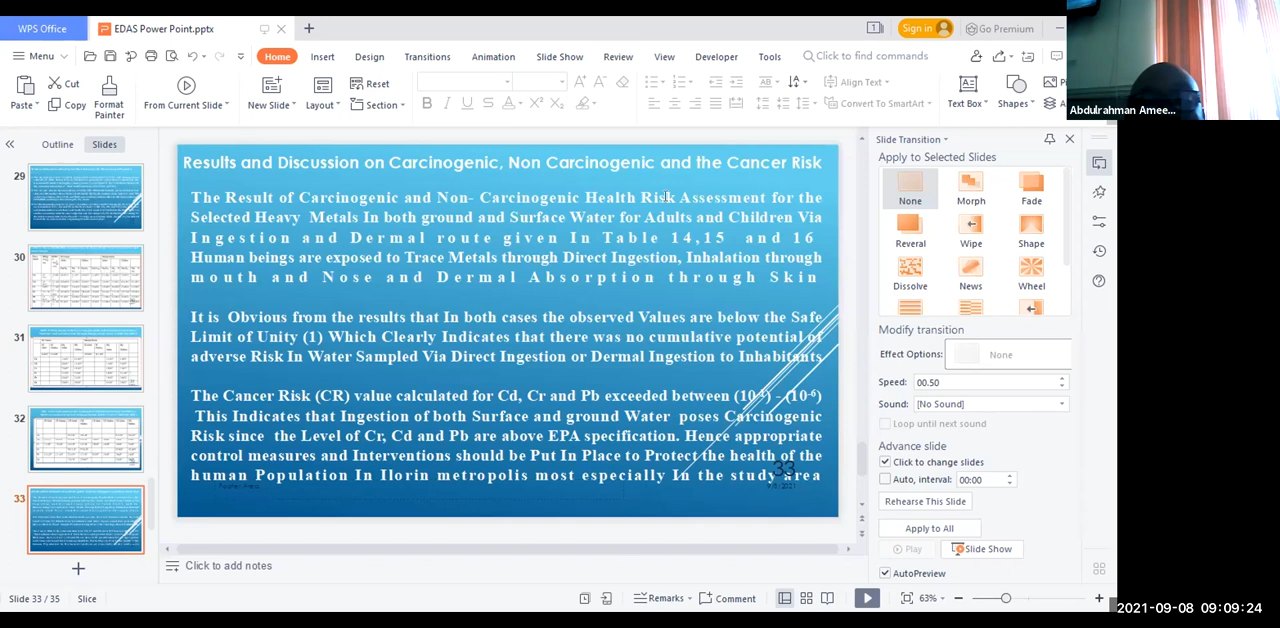 WPS Office
EDAS Power Point.pptx
Sign in
Go Premium
Menu
Home
Insert
Design
Transitions
Animation
Slide Show
Review
View
Developer
Tools
Click to find commands
Abdulrahman Amee...
Paste
Cut
Copy
Format
Painter
From Current Slide
New Slide
Layout
Reset
Section
Align Text
Convert To SmartArt
Text Box
Shapes
Outline
Slides
29
30
31
32
33
Results and Discussion on Carcinogenic, Non Carcinogenic and the Cancer Risk
The Result of Carcinogenic and Non- Carcinogenic Health Risk Assessment for the
Selected Heavy Metals In both ground and Surface Water for Adults and Children Via
Ingestion and Dermal route given In Table 14,15 and 16
Human beings are exposed to Trace Metals through Direct Ingestion, Inhalation through
mouth and Nose and Dermal Absorption through Skin
It is Obvious from the results that In both cases the observed Values are below the Safe
Limit of Unity (1) Which Clearly Indicates that there was no cumulative potential of
adverse Risk In Water Sampled Via Direct Ingestion or Dermal Ingestion to Inhabitants
The Cancer Risk (CR) value calculated for Cd, Cr and Pb exceeded between (10-4) - (10-6)
This Indicates that Ingestion of both Surface and ground Water poses Carcinogenic
Risk since the Level of Cr, Cd and Pb are above EPA specification. Hence appropriate
control measures and Interventions should be Put In Place to Protect the health of the
human Population In Ilorin metropolis most especially In the study area
33
9/8/2021
Click to add notes
Slide Transition
Apply to Selected Slides
None
Morph
Fade
Reveral
Wipe
Shape
Dissolve
News
Wheel
Modify transition
Effect Options:
None
Speed:
00.50
Sound:
[No Sound]
Loop until next sound
Advance slide
Click to change slides
Auto, interval:
00:00
Rehearse This Slide
Apply to All
Play
Slide Show
AutoPreview
Slide 33 / 35
Slice
Remarks
Comment
63%
2021-09-08 09:09:24